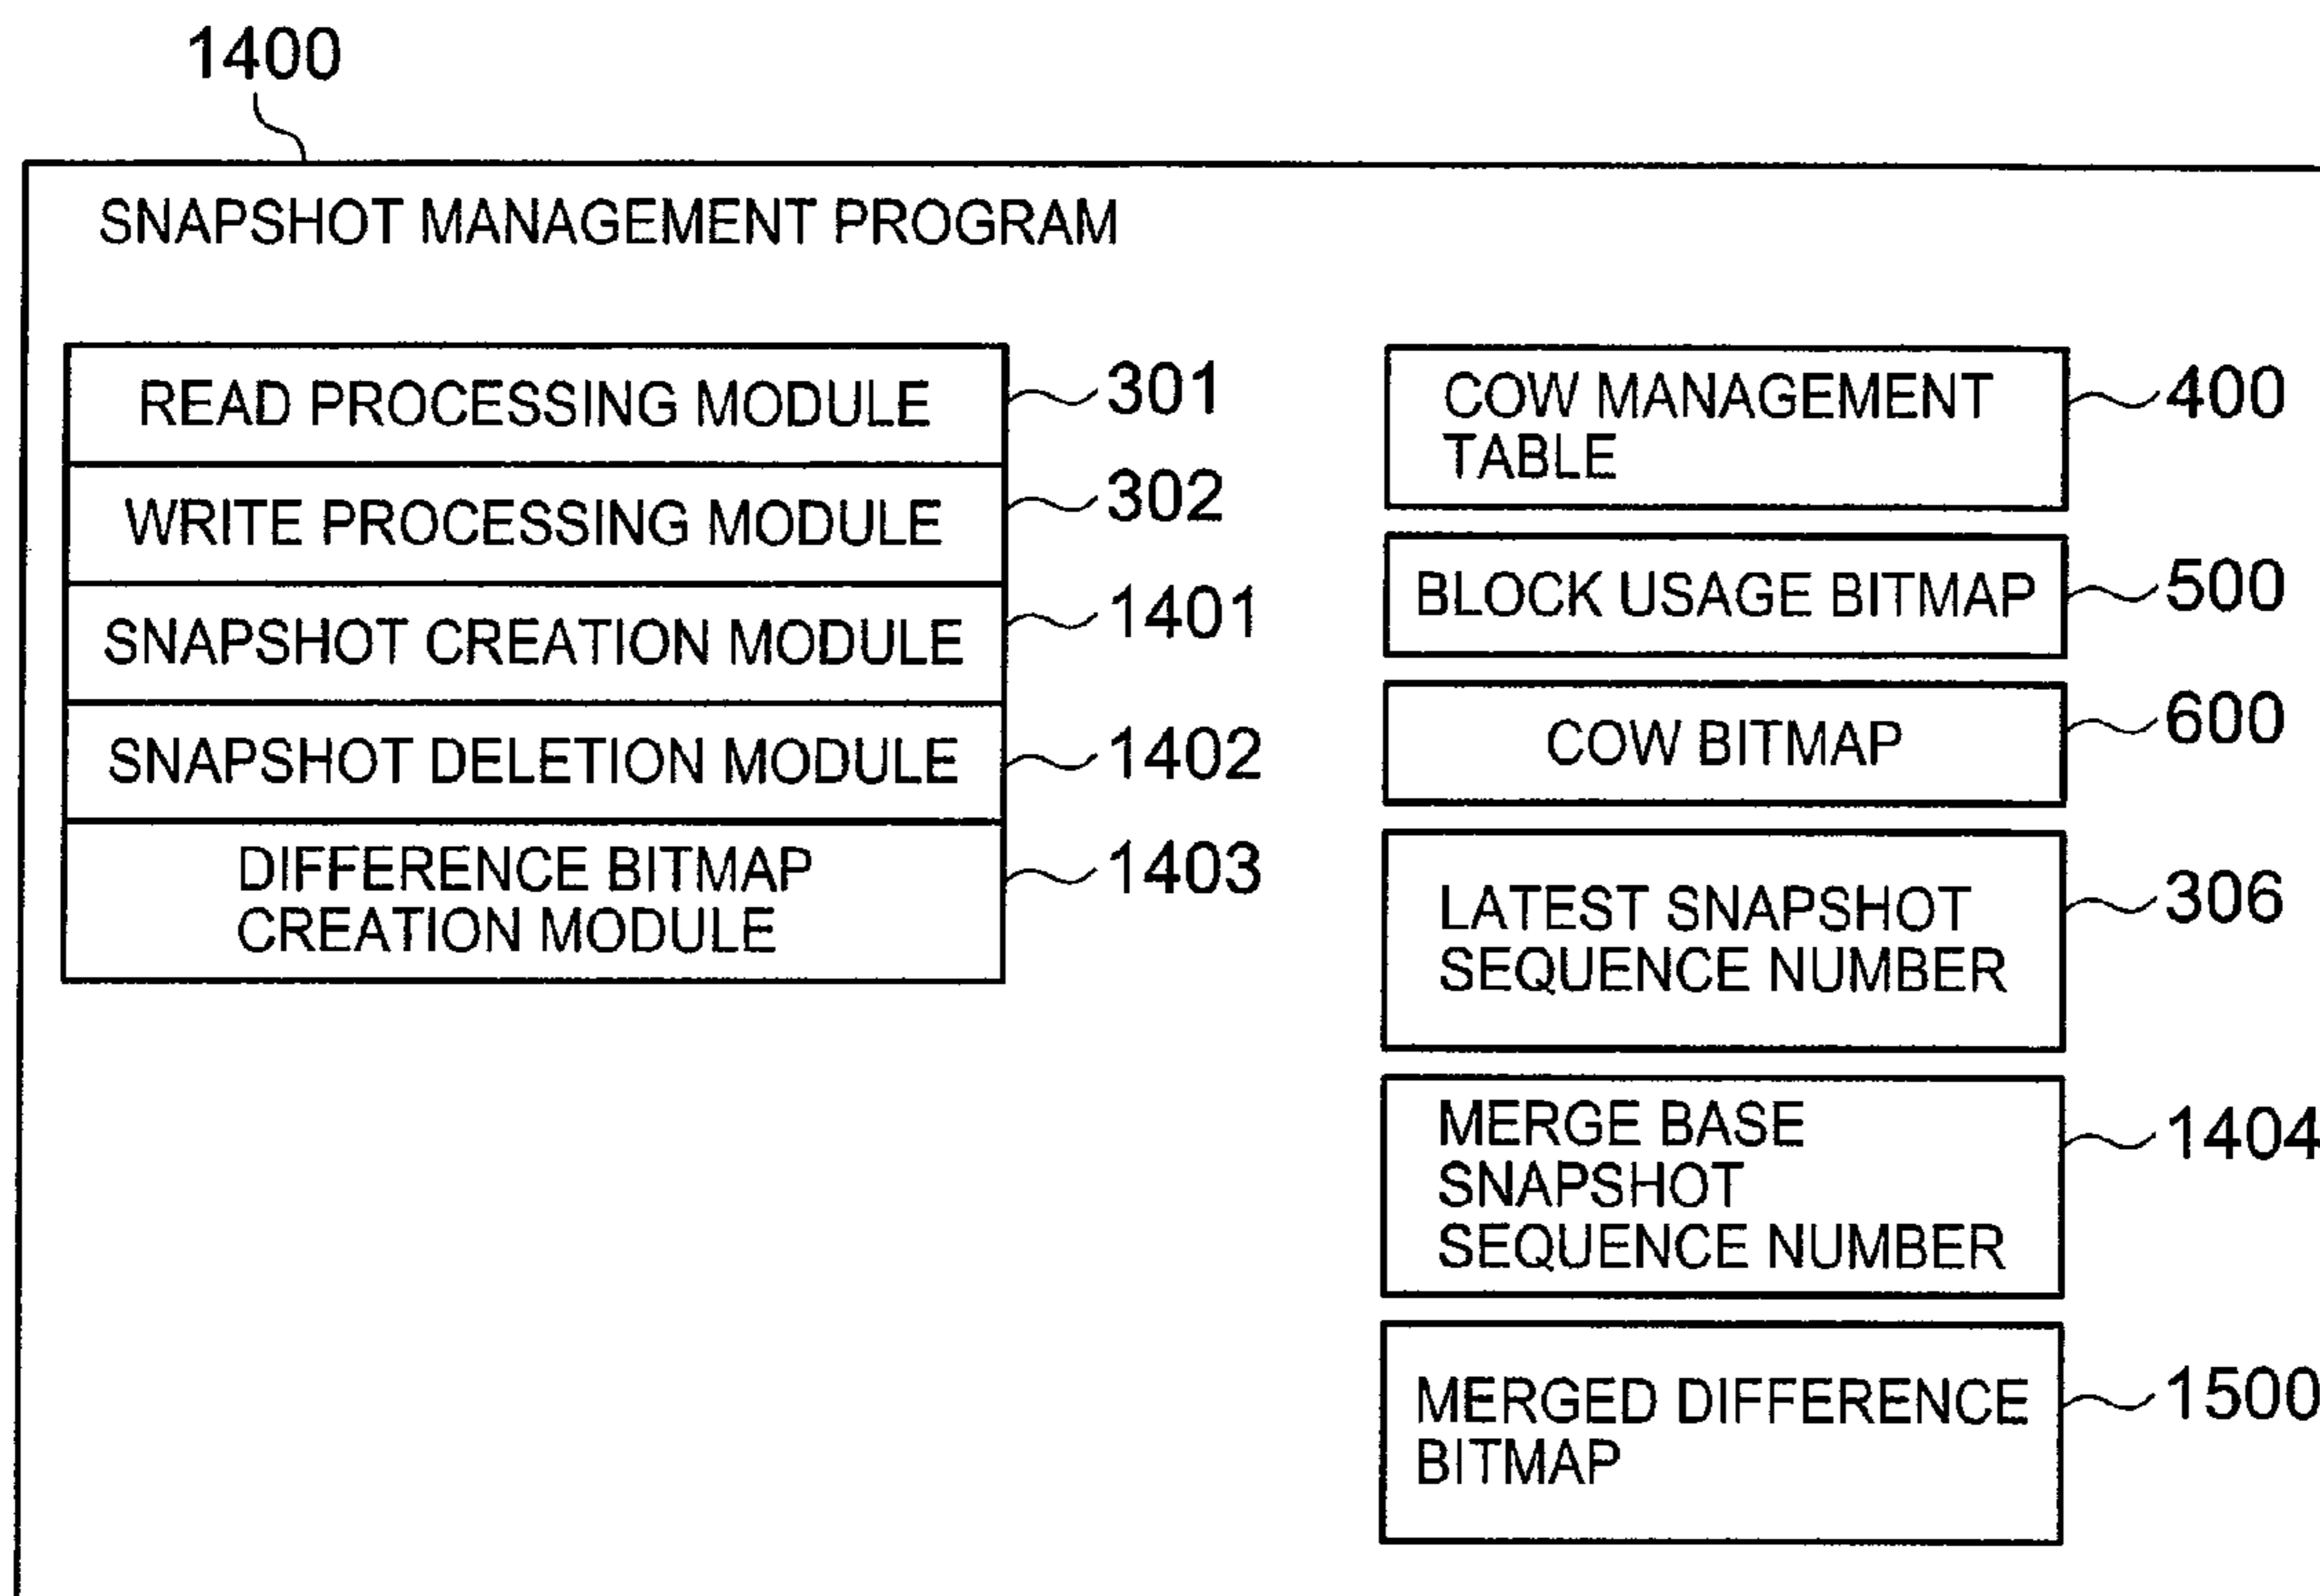 1400
SNAPSHOT MANAGEMENT PROGRAM
READ PROCESSING MODULE
301
WRITE PROCESSING MODULE
302
SNAPSHOT CREATION MODULE
1401
SNAPSHOT DELETION MODULE
1402
DIFFERENCE BITMAP
CREATION MODULE
1403
COW MANAGEMENT
TABLE
400
BLOCK USAGE BITMAP
500
COW BITMAP
600
LATEST SNAPSHOT
SEQUENCE NUMBER
306
MERGE BASE
SNAPSHOT
SEQUENCE NUMBER
1404
MERGED DIFFERENCE
BITMAP
1500